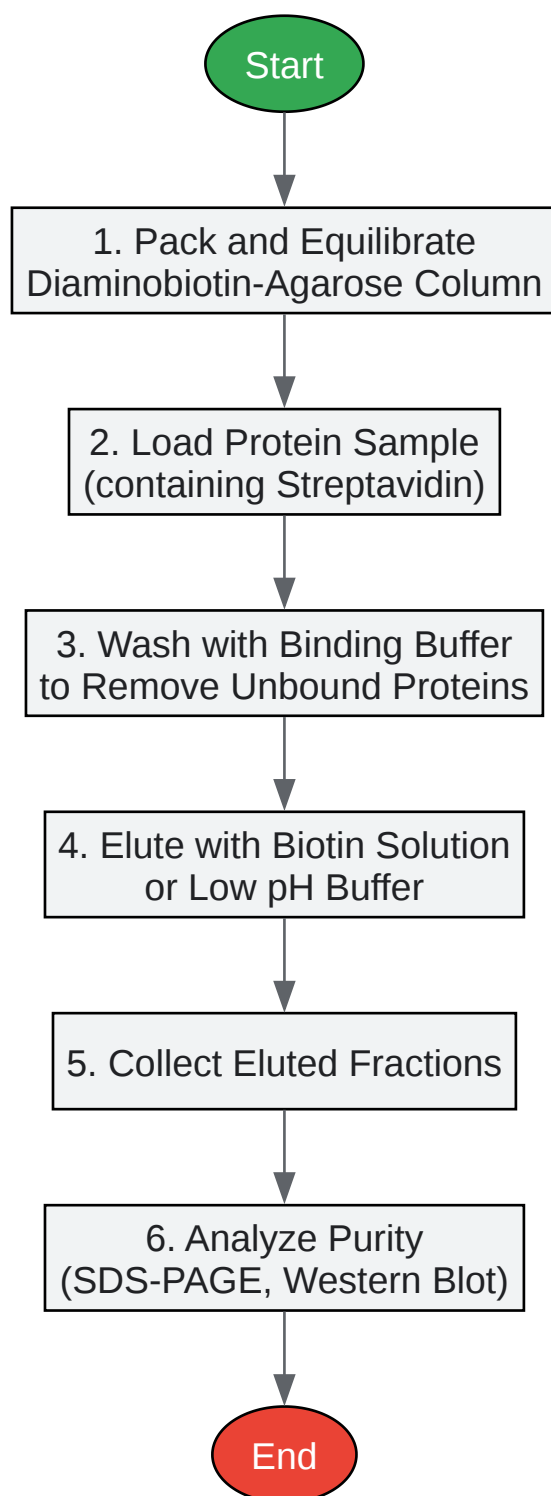 Start
1. Pack and Equilibrate
Diaminobiotin-Agarose Column
2. Load Protein Sample
(containing Streptavidin)
3. Wash with Binding Buffer
to Remove Unbound Proteins
4. Elute with Biotin Solution
or Low pH Buffer
5. Collect Eluted Fractions
6. Analyze Purity
(SDS-PAGE, Western Blot)
End